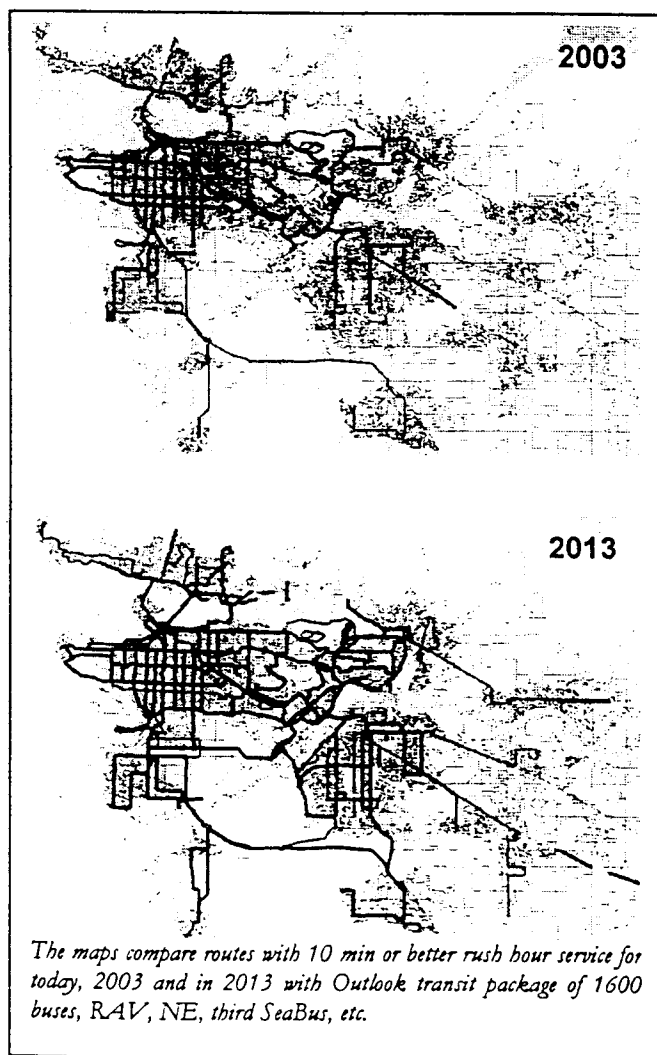 2003
2013
The maps compare routes with 10 min or better rush hour service for
today, 2003 and in 2013 with Outlook transit package of 1600
buses, RAV, NE, third SeaBus, etc.